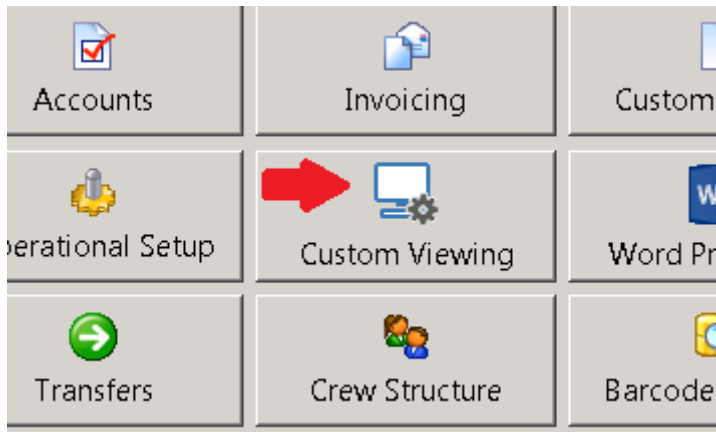 Accounts
Invoicing
Custom
perational Setup
Custom Viewing
W
Word Pr
Transfers
Crew Structure
Barcode